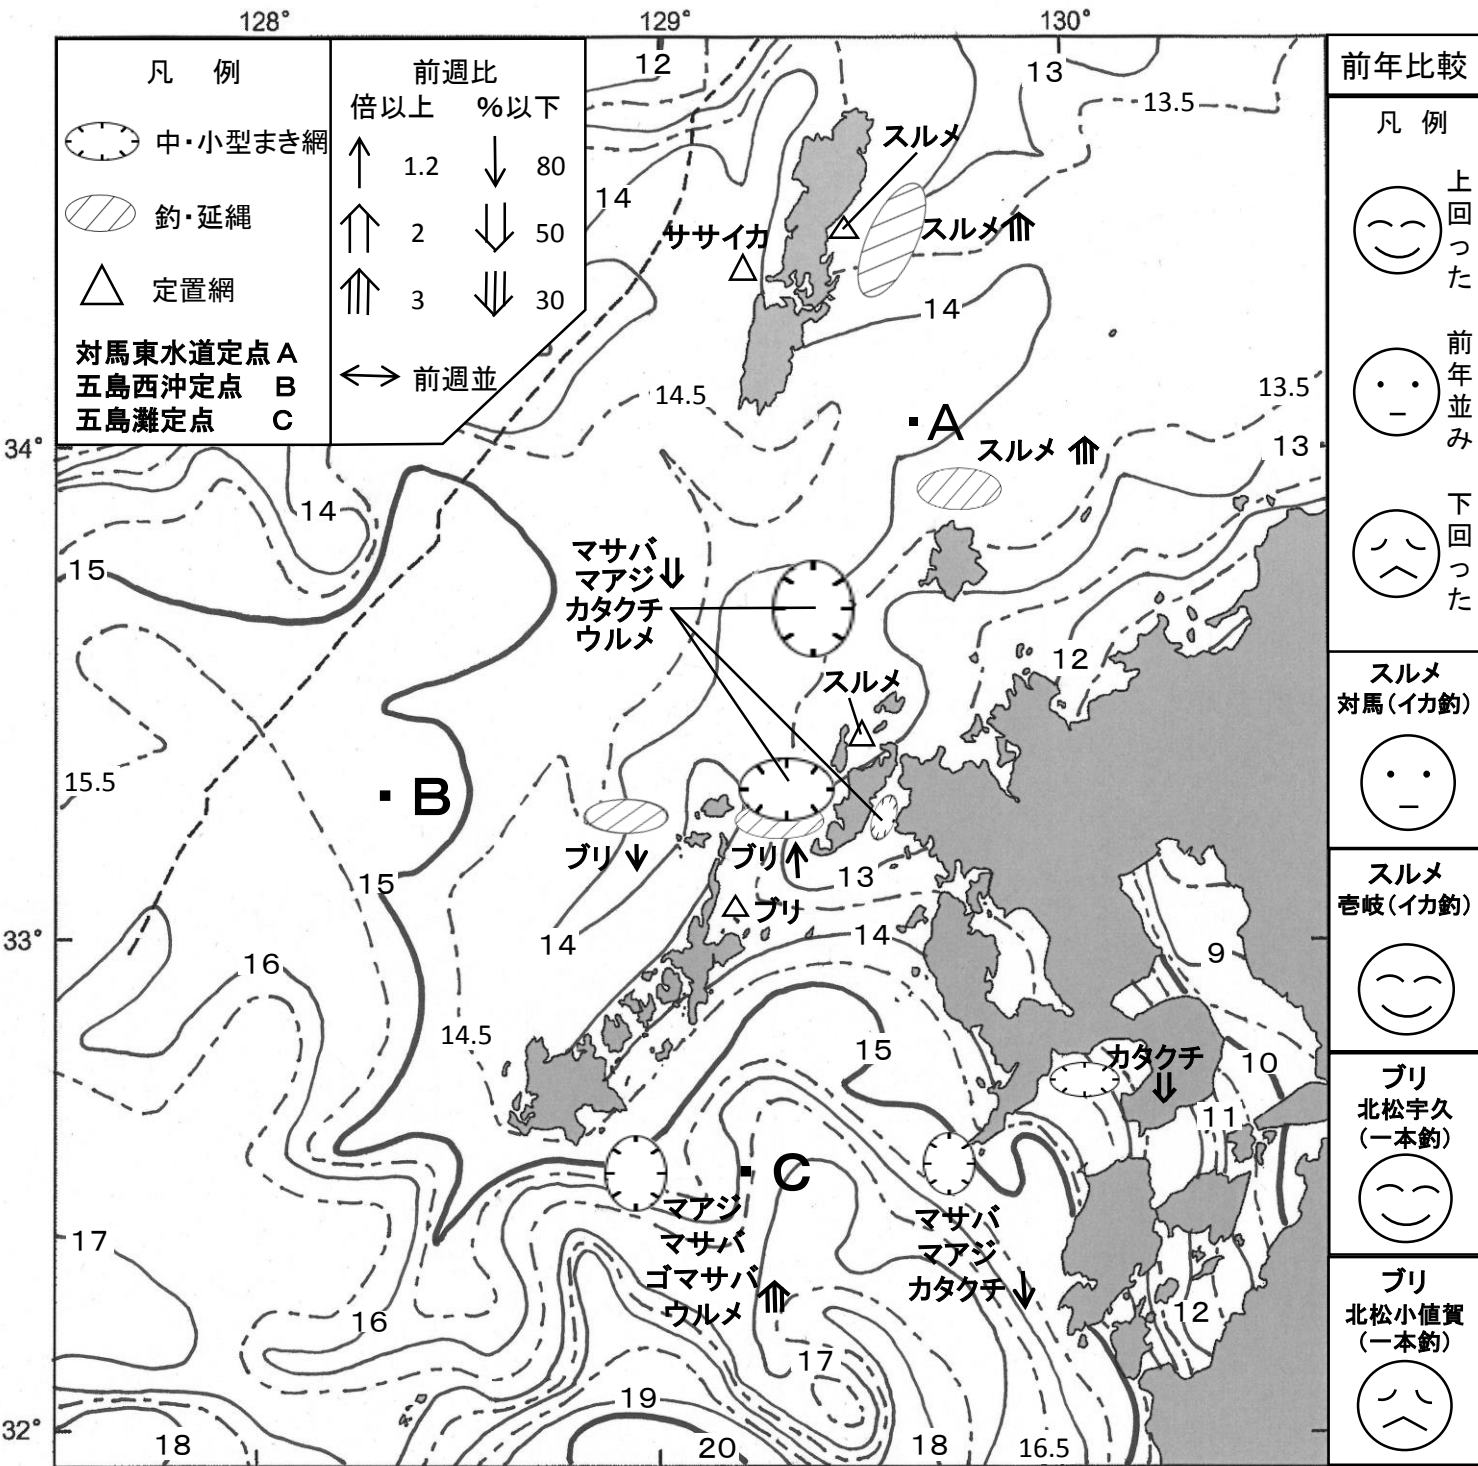 128°
129°
130°
凡 例
中・小型まき網
釣・延縄
定置網
対馬東水道定点 A
五島西沖定点 B
五島灘定点 C
前週比
倍以上 %以下
1.2 80
2 50
3 30
前週並
12
13
13.5
スルメ
14
ササイカ
スルメ
14
14.5
A
13.5
34°
スルメ
13
14
15
マサバ
マアジ
カタクチ
ウルメ
12
スルメ
15.5
B
ブリ
ブリ
13
15
ブリ
33°
14
14
9
16
14.5
15
カタクチ
10
11
C
マアジ
マサバ
ゴマサバ
ウルメ
マサバ
マアジ
カタクチ
17
16
12
17
32°
19
18
20
18
16.5
前年比較
凡 例
上回った
前年並み
下回った
スルメ
対馬(イカ釣)
スルメ
壱岐(イカ釣)
ブリ
北松宇久
(一本釣)
ブリ
北松小値賀
(一本釣)